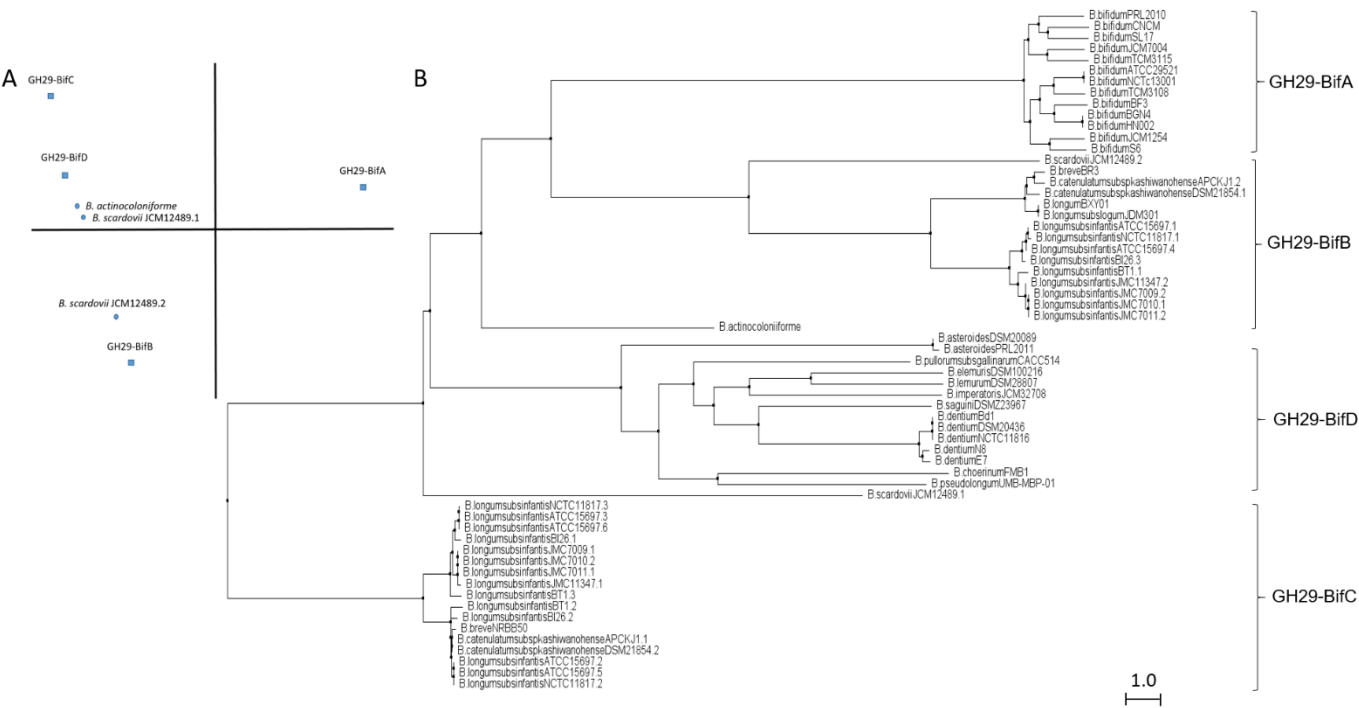 A
GH29-BifC
GH29-BifD
GH29-BifA
B. actinocoloniforme
B. scardovii JCM12489.1
B. scardovii JCM12489.2
GH29-BifB
B
B.bifidumPRL2010
B.bifidumCNCM
B.bifidumSL17
B.bifidumJCM7004
B.bifidumTCM3115
B.bifidumATCC29521
B.bifidumNCTc13001
B.bifidumTCM3108
B.bifidumBF3
B.bifidumBGN4
B.bifidumHN002
B.bifidumJCM1254
B.bifidumS6
GH29-BifA
B.scardoviiJCM12489.2
B.breveBR3
B.catenulatumsubspkashiwanohenseAPCKJ1.2
B.catenulatumsubspkashiwanohenseDSM21854.1
B.longumBXY01
B.longumsubslogumJDM301
B.longumsubsinfantisATCC15697.1
B.longumsubsinfantisNCTC11817.1
B.longumsubsinfantisATCC15697.4
B.longumsubsinfantisBI26.3
B.longumsubsinfantisBT1.1
B.longumsubsinfantisJMC11347.2
B.longumsubsinfantisJMC7009.2
B.longumsubsinfantisJMC7010.1
B.longumsubsinfantisJMC7011.2
B.actinocoloniiforme
GH29-BifB
B.asteroidesDSM20089
B.asteroidesPRL2011
B.pullorumsubsgallinarumCACC514
B.elemurisDSM100216
B.lemurumDSM28807
B.imperatorisJCM32708
B.saguiniDSMZ23967
B.dentiumBd1
B.dentiumDSM20436
B.dentiumNCTC11816
B.dentiumN8
B.dentiumE7
B.choerinumFMB1
B.pseudolongumUMB-MBP-01
B.scardoviiJCM12489.1
GH29-BifD
B.longumsubsinfantisNCTC11817.3
B.longumsubsinfantisATCC15697.3
B.longumsubsinfantisATCC15697.6
B.longumsubsinfantisBI26.1
B.longumsubsinfantisJMC7009.1
B.longumsubsinfantisJMC7010.2
B.longumsubsinfantisJMC7011.1
B.longumsubsinfantisJMC11347.1
B.longumsubsinfantisBT1.3
B.longumsubsinfantisBT1.2
B.longumsubsinfantisBI26.2
B.breveNRBB50
B.catenulatumsubspkashiwanohenseAPCKJ1.1
B.catenulatumsubspkashiwanohenseDSM21854.2
B.longumsubsinfantisATCC15697.2
B.longumsubsinfantisATCC15697.5
B.longumsubsinfantisNCTC11817.2
GH29-BifC
1.0